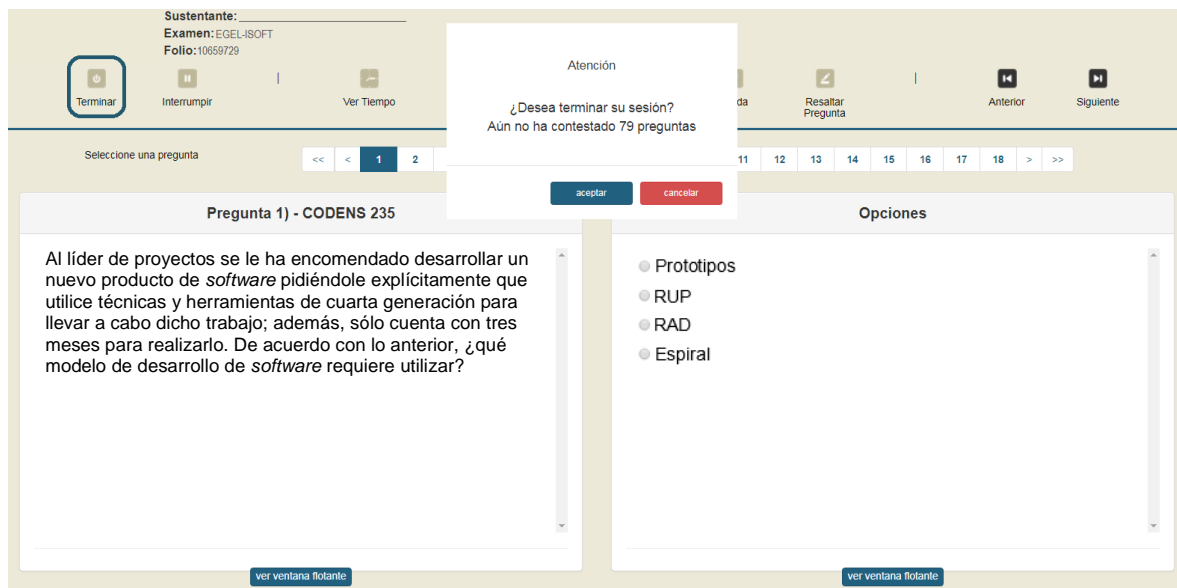 Sustentante:
Examen: EGEL-ISOFT
Folio: 10659729
Terminar
Interrumpir
|
Ver Tiempo
Resaltar
Pregunta
|
Anterior
Siguiente
Atención
¿Desea terminar su sesión?
Aún no ha contestado 79 preguntas
aceptar
cancelar
Seleccione una pregunta
<< < 1 2 11 12 13 14 15 16 17 18 > >>
Pregunta 1) - CODENS 235
Al líder de proyectos se le ha encomendado desarrollar un
nuevo producto de software pidiéndole explícitamente que
utilice técnicas y herramientas de cuarta generación para
llevar a cabo dicho trabajo; además, sólo cuenta con tres
meses para realizarlo. De acuerdo con lo anterior, ¿qué
modelo de desarrollo de software requiere utilizar?
ver ventana flotante
Opciones
Prototipos
RUP
RAD
Espiral
ver ventana flotante